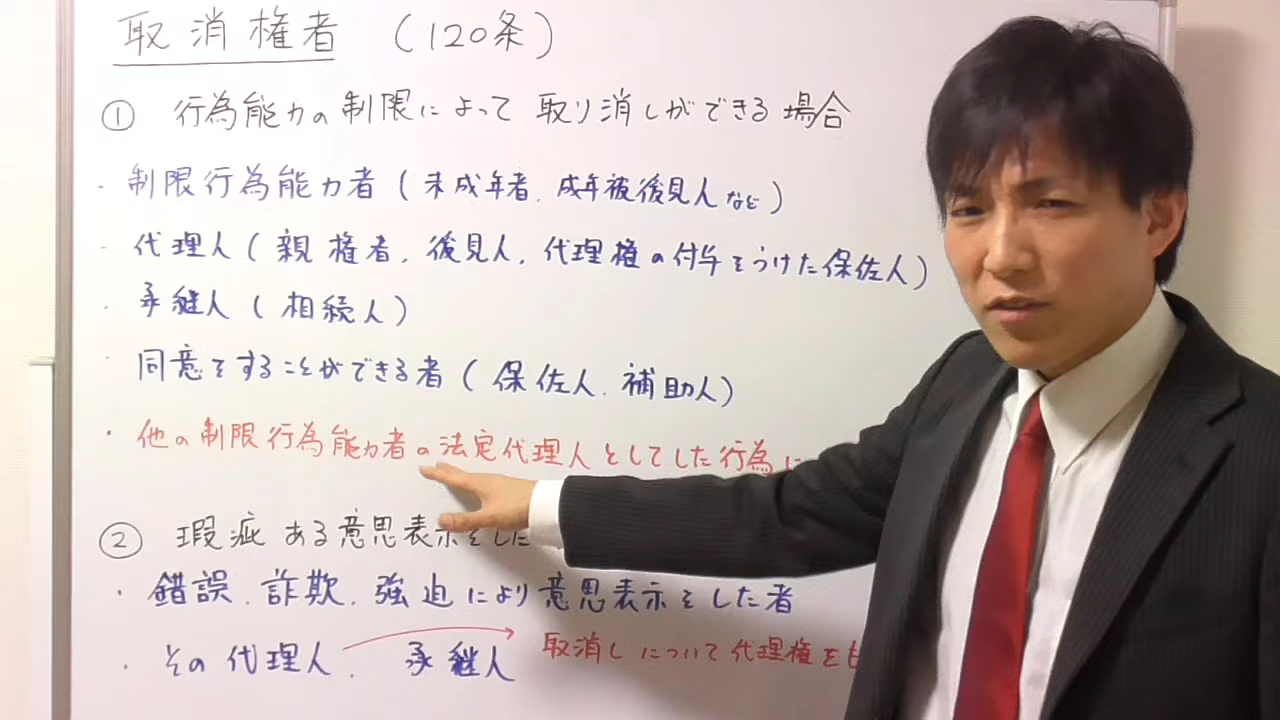 取消権者 (120条)
① 行為能力の制限によって取り消しができる場合
・制限行為能力者(未成年者、成年被後見人など)
・代理人(親権者、後見人、代理権の付与をうけた保佐人)
・承継人(相続人)
・同意をすることができる者(保佐人、補助人)
・他の制限行為能力者の法定代理人としてした行為に
② 瑕疵ある意思表示をした
・錯誤、詐欺、強迫により意思表示をした者
・その代理人、承継人
取消しについて代理権を